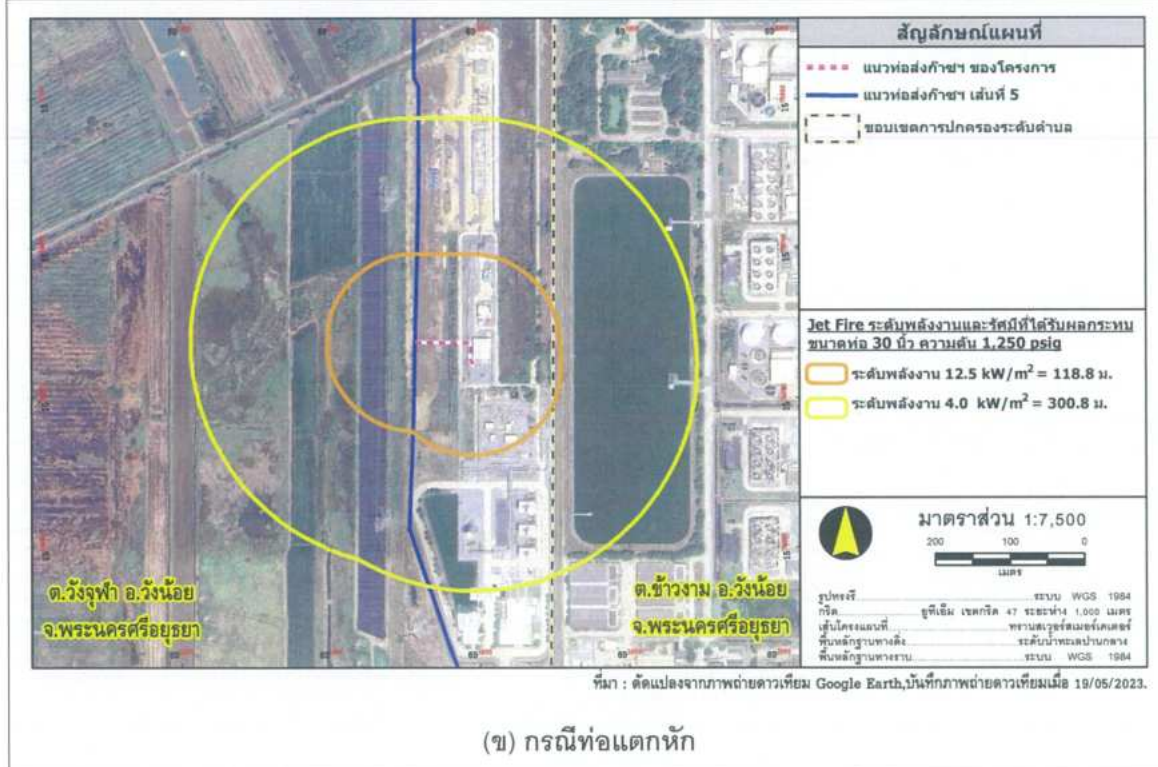 สัญลักษณ์แผนที่
แนวท่อส่งก๊าซฯ ของโครงการ
แนวท่อส่งก๊าซฯ เส้นที่ 5
ขอบเขตการปกครองระดับตำบล
Jet Fire ระดับพลังงานและรัศมีที่ได้รับผลกระทบ
ขนาดท่อ 30 นิ้ว ความดัน 1,250 psig
ระดับพลังงาน 12.5 kW/m² = 118.8 ม.
ระดับพลังงาน 4.0 kW/m² = 300.8 ม.
มาตราส่วน 1:7,500
200 100 0
เมตร
รูปทรงรี ระบบ WGS 1984
กริด ยูทีเอ็ม เขตกริด 47 ระยะห่าง 1,000 เมตร
เส้นโครงแผนที่ ทรานสเวอร์สเมอร์เคเตอร์
พื้นหลักฐานทางดิ่ง ระดับน้ำทะเลปานกลาง
พื้นหลักฐานทางราบ ระบบ WGS 1984
ต.วังจุฬา อ.วังน้อย
จ.พระนครศรีอยุธยา
ต.ข้าวงาม อ.วังน้อย
จ.พระนครศรีอยุธยา
ที่มา : ดัดแปลงจากภาพถ่ายดาวเทียม Google Earth,บันทึกภาพถ่ายดาวเทียมเมื่อ 19/05/2023.
(ข) กรณีท่อแตกหัก